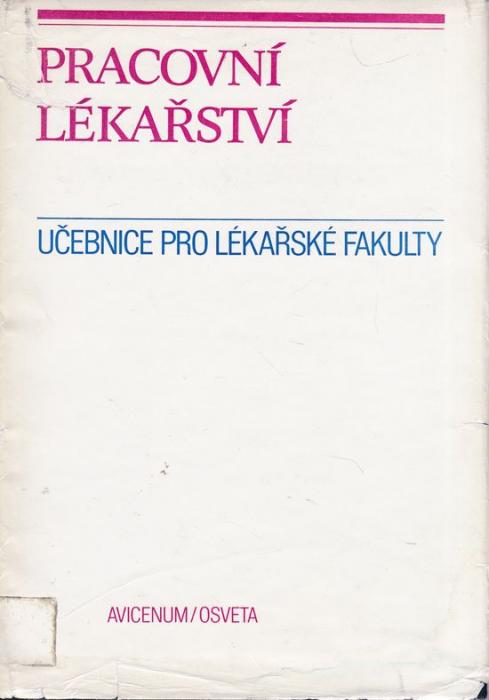 PRACOVNÍ
LÉKAŘSTVÍ
UČEBNICE PRO LÉKAŘSKÉ FAKULTY
AVICENUM/OSVETA